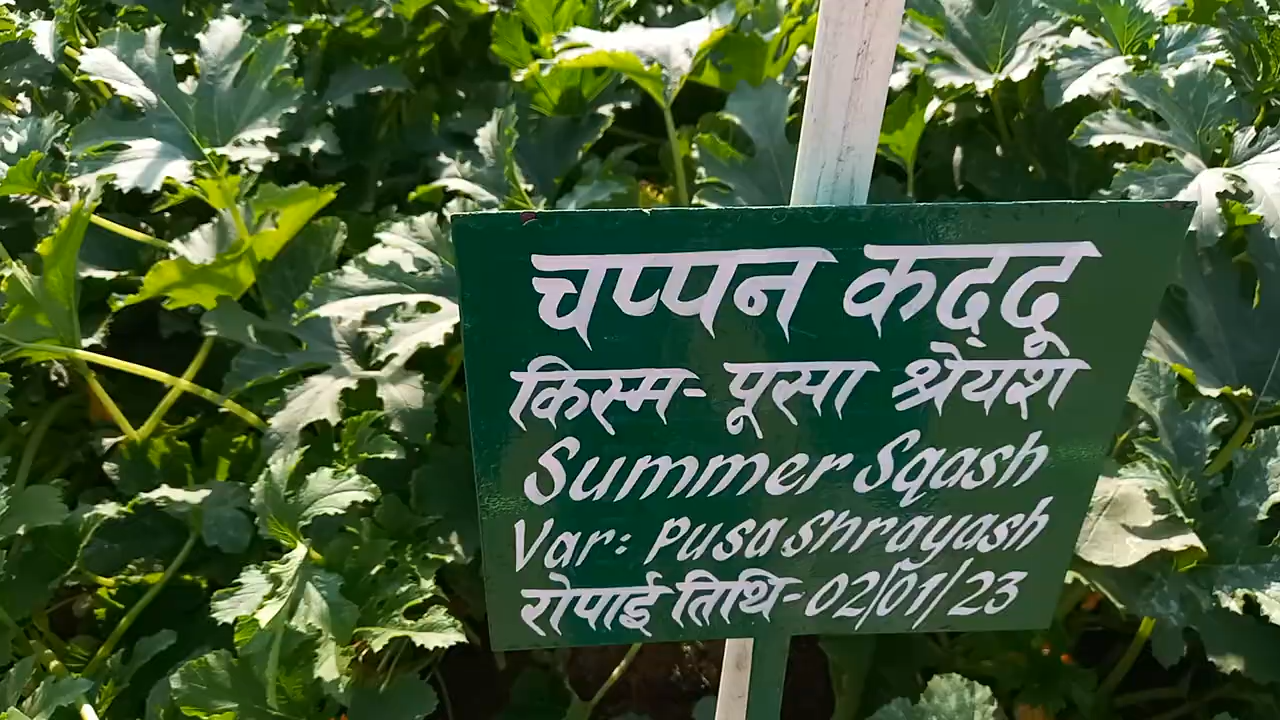 चप्पन कद्दू
किस्म- पूसा श्रेयश
Summer Sqash
Var: Pusa Shrayash
रोपाई तिथि-02/01/23